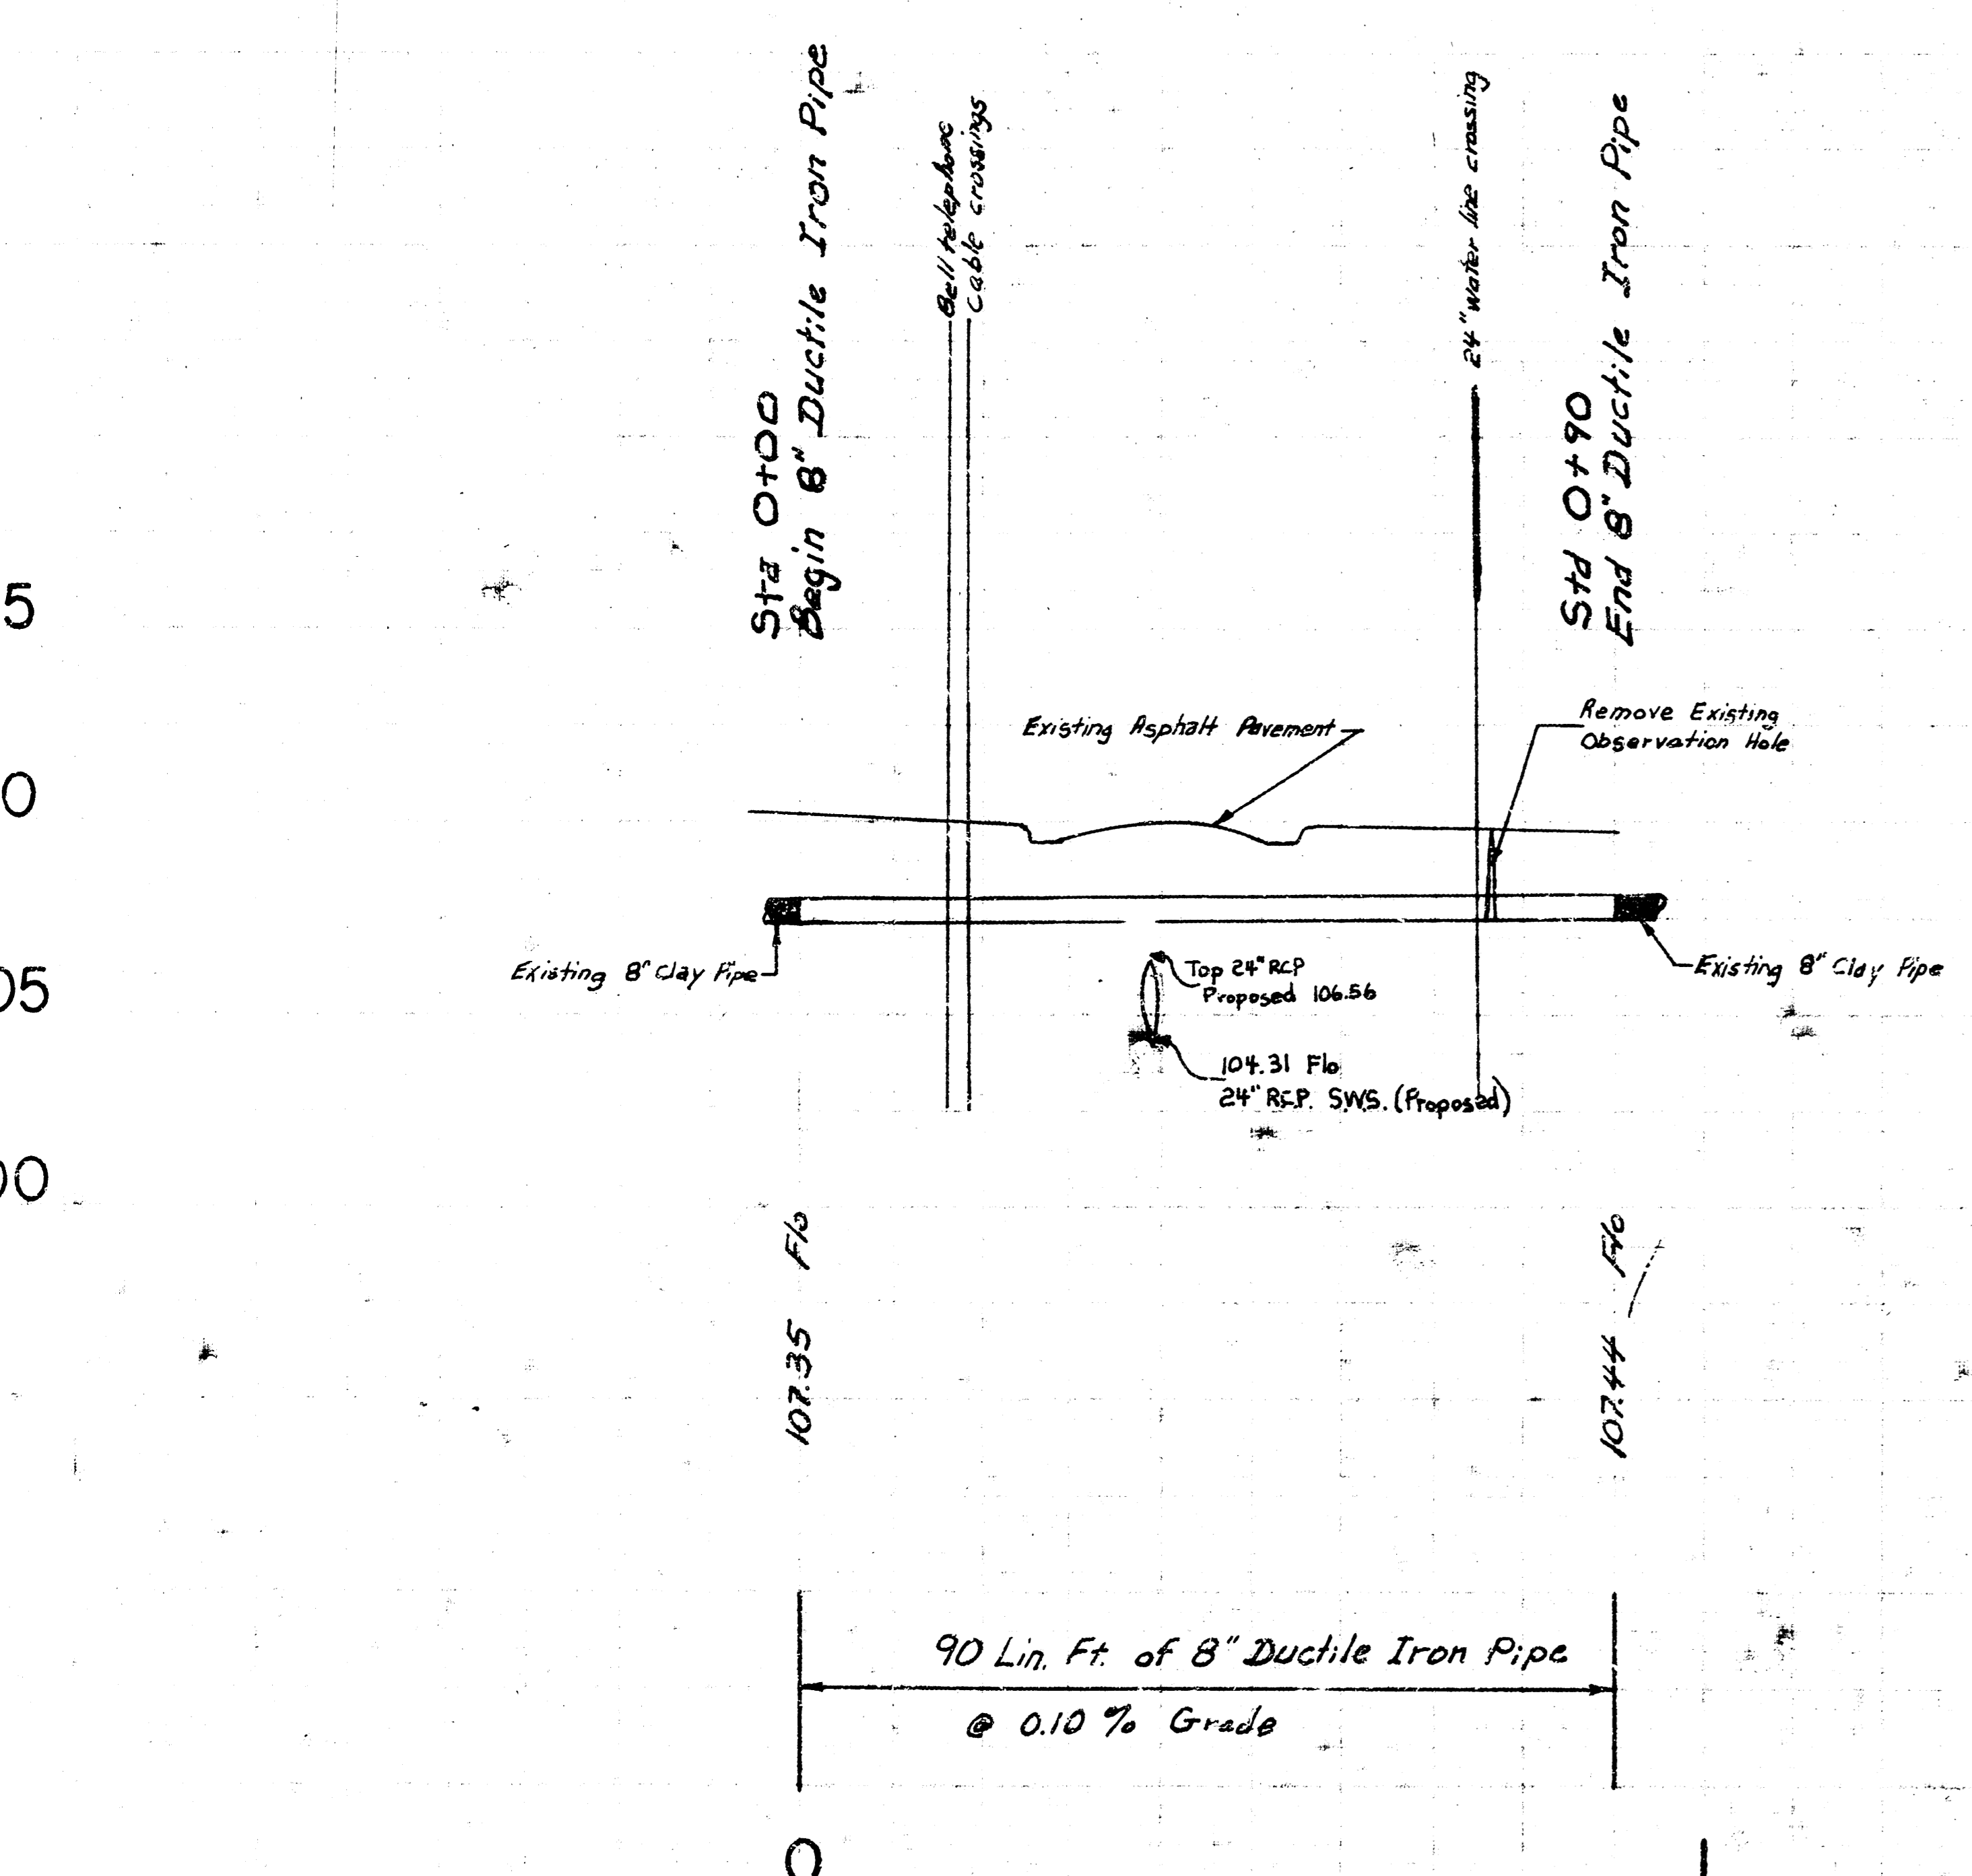 Sta 0+00
Begin 8" Ductile Iron Pipe
Bell telephone
Cable crossings
24" water line crossing
Sta 0+90
End 8" Ductile Iron Pipe
5
0
05
00
Existing Asphalt Pavement
Remove Existing
Observation Hole
Existing 8" Clay Pipe
Top 24" RCP
Proposed 106.56
Existing 8" Clay Pipe
104.31 Flo
24" R.C.P. S.W.S. (Proposed)
107.35 Flo
107.44 Flo
90 Lin. Ft. of 8" Ductile Iron Pipe
@ 0.10 % Grade
0
1